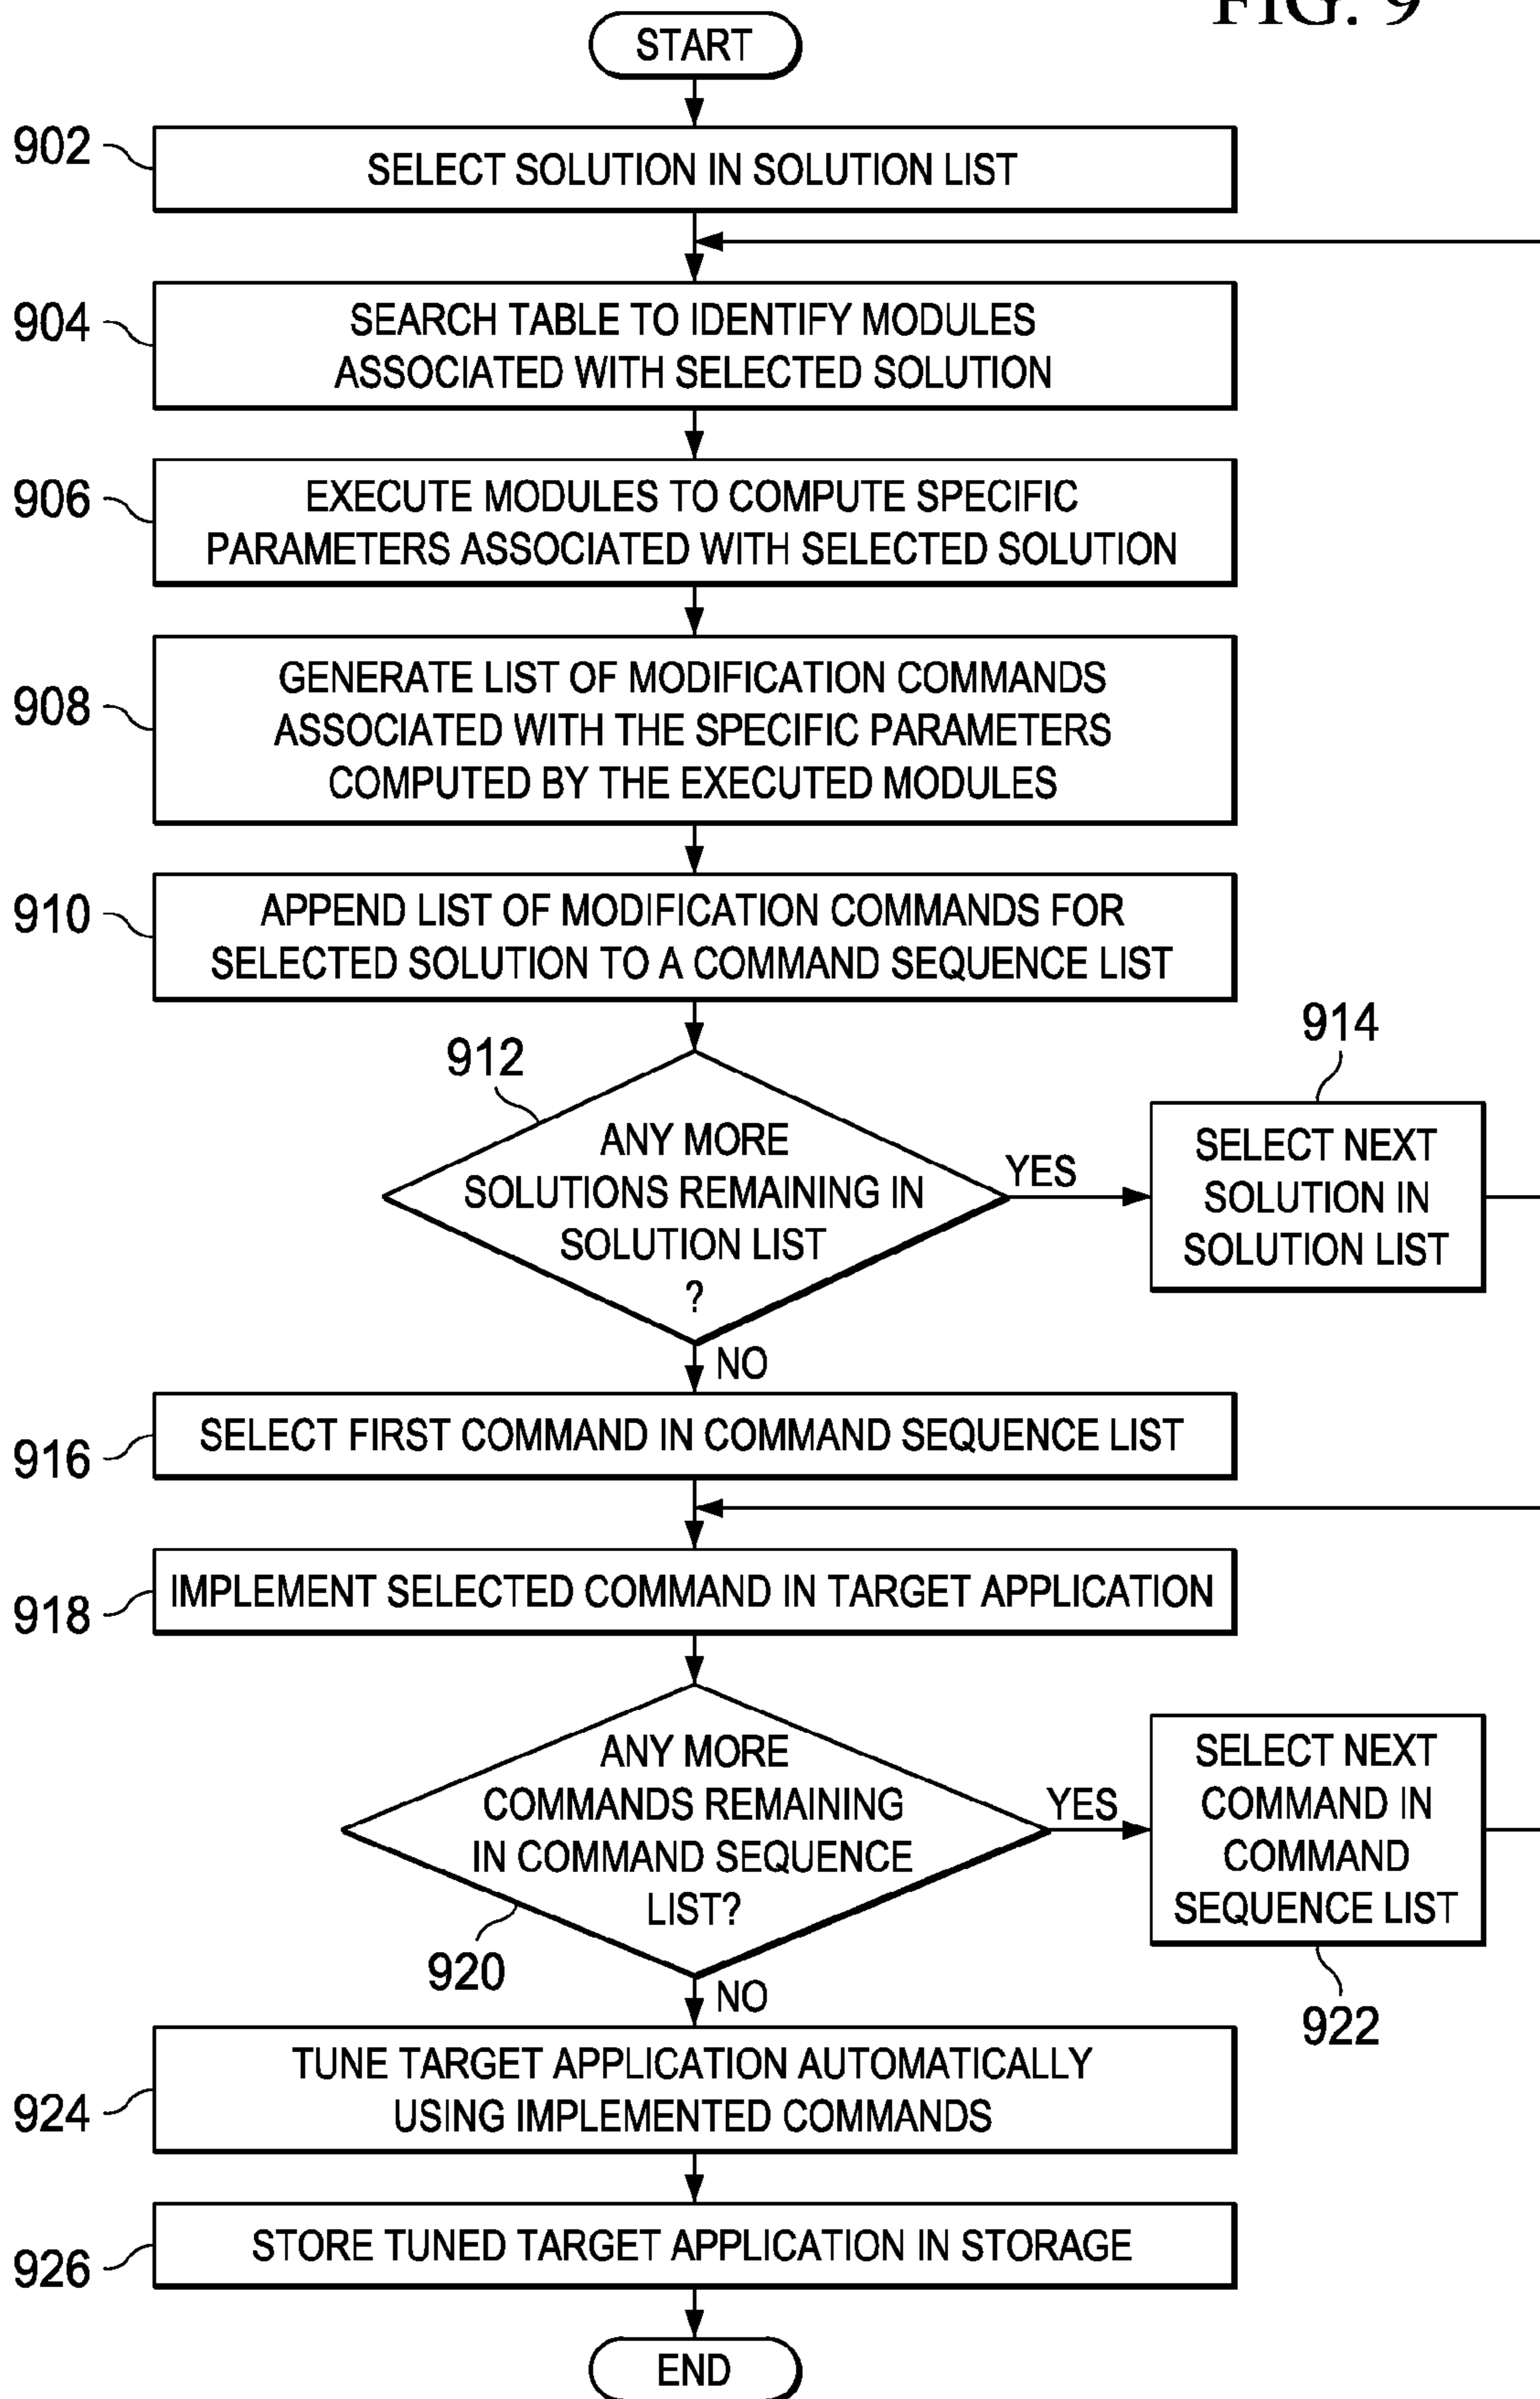 FIG. 9
START
902
SELECT SOLUTION IN SOLUTION LIST
904
SEARCH TABLE TO IDENTIFY MODULES
ASSOCIATED WITH SELECTED SOLUTION
906
EXECUTE MODULES TO COMPUTE SPECIFIC
PARAMETERS ASSOCIATED WITH SELECTED SOLUTION
908
GENERATE LIST OF MODIFICATION COMMANDS
ASSOCIATED WITH THE SPECIFIC PARAMETERS
COMPUTED BY THE EXECUTED MODULES
910
APPEND LIST OF MODIFICATION COMMANDS FOR
SELECTED SOLUTION TO A COMMAND SEQUENCE LIST
912
ANY MORE
SOLUTIONS REMAINING IN
SOLUTION LIST
?
YES
914
SELECT NEXT
SOLUTION IN
SOLUTION LIST
NO
916
SELECT FIRST COMMAND IN COMMAND SEQUENCE LIST
918
IMPLEMENT SELECTED COMMAND IN TARGET APPLICATION
ANY MORE
COMMANDS REMAINING
IN COMMAND SEQUENCE
LIST?
920
YES
SELECT NEXT
COMMAND IN
COMMAND
SEQUENCE LIST
922
NO
924
TUNE TARGET APPLICATION AUTOMATICALLY
USING IMPLEMENTED COMMANDS
926
STORE TUNED TARGET APPLICATION IN STORAGE
END